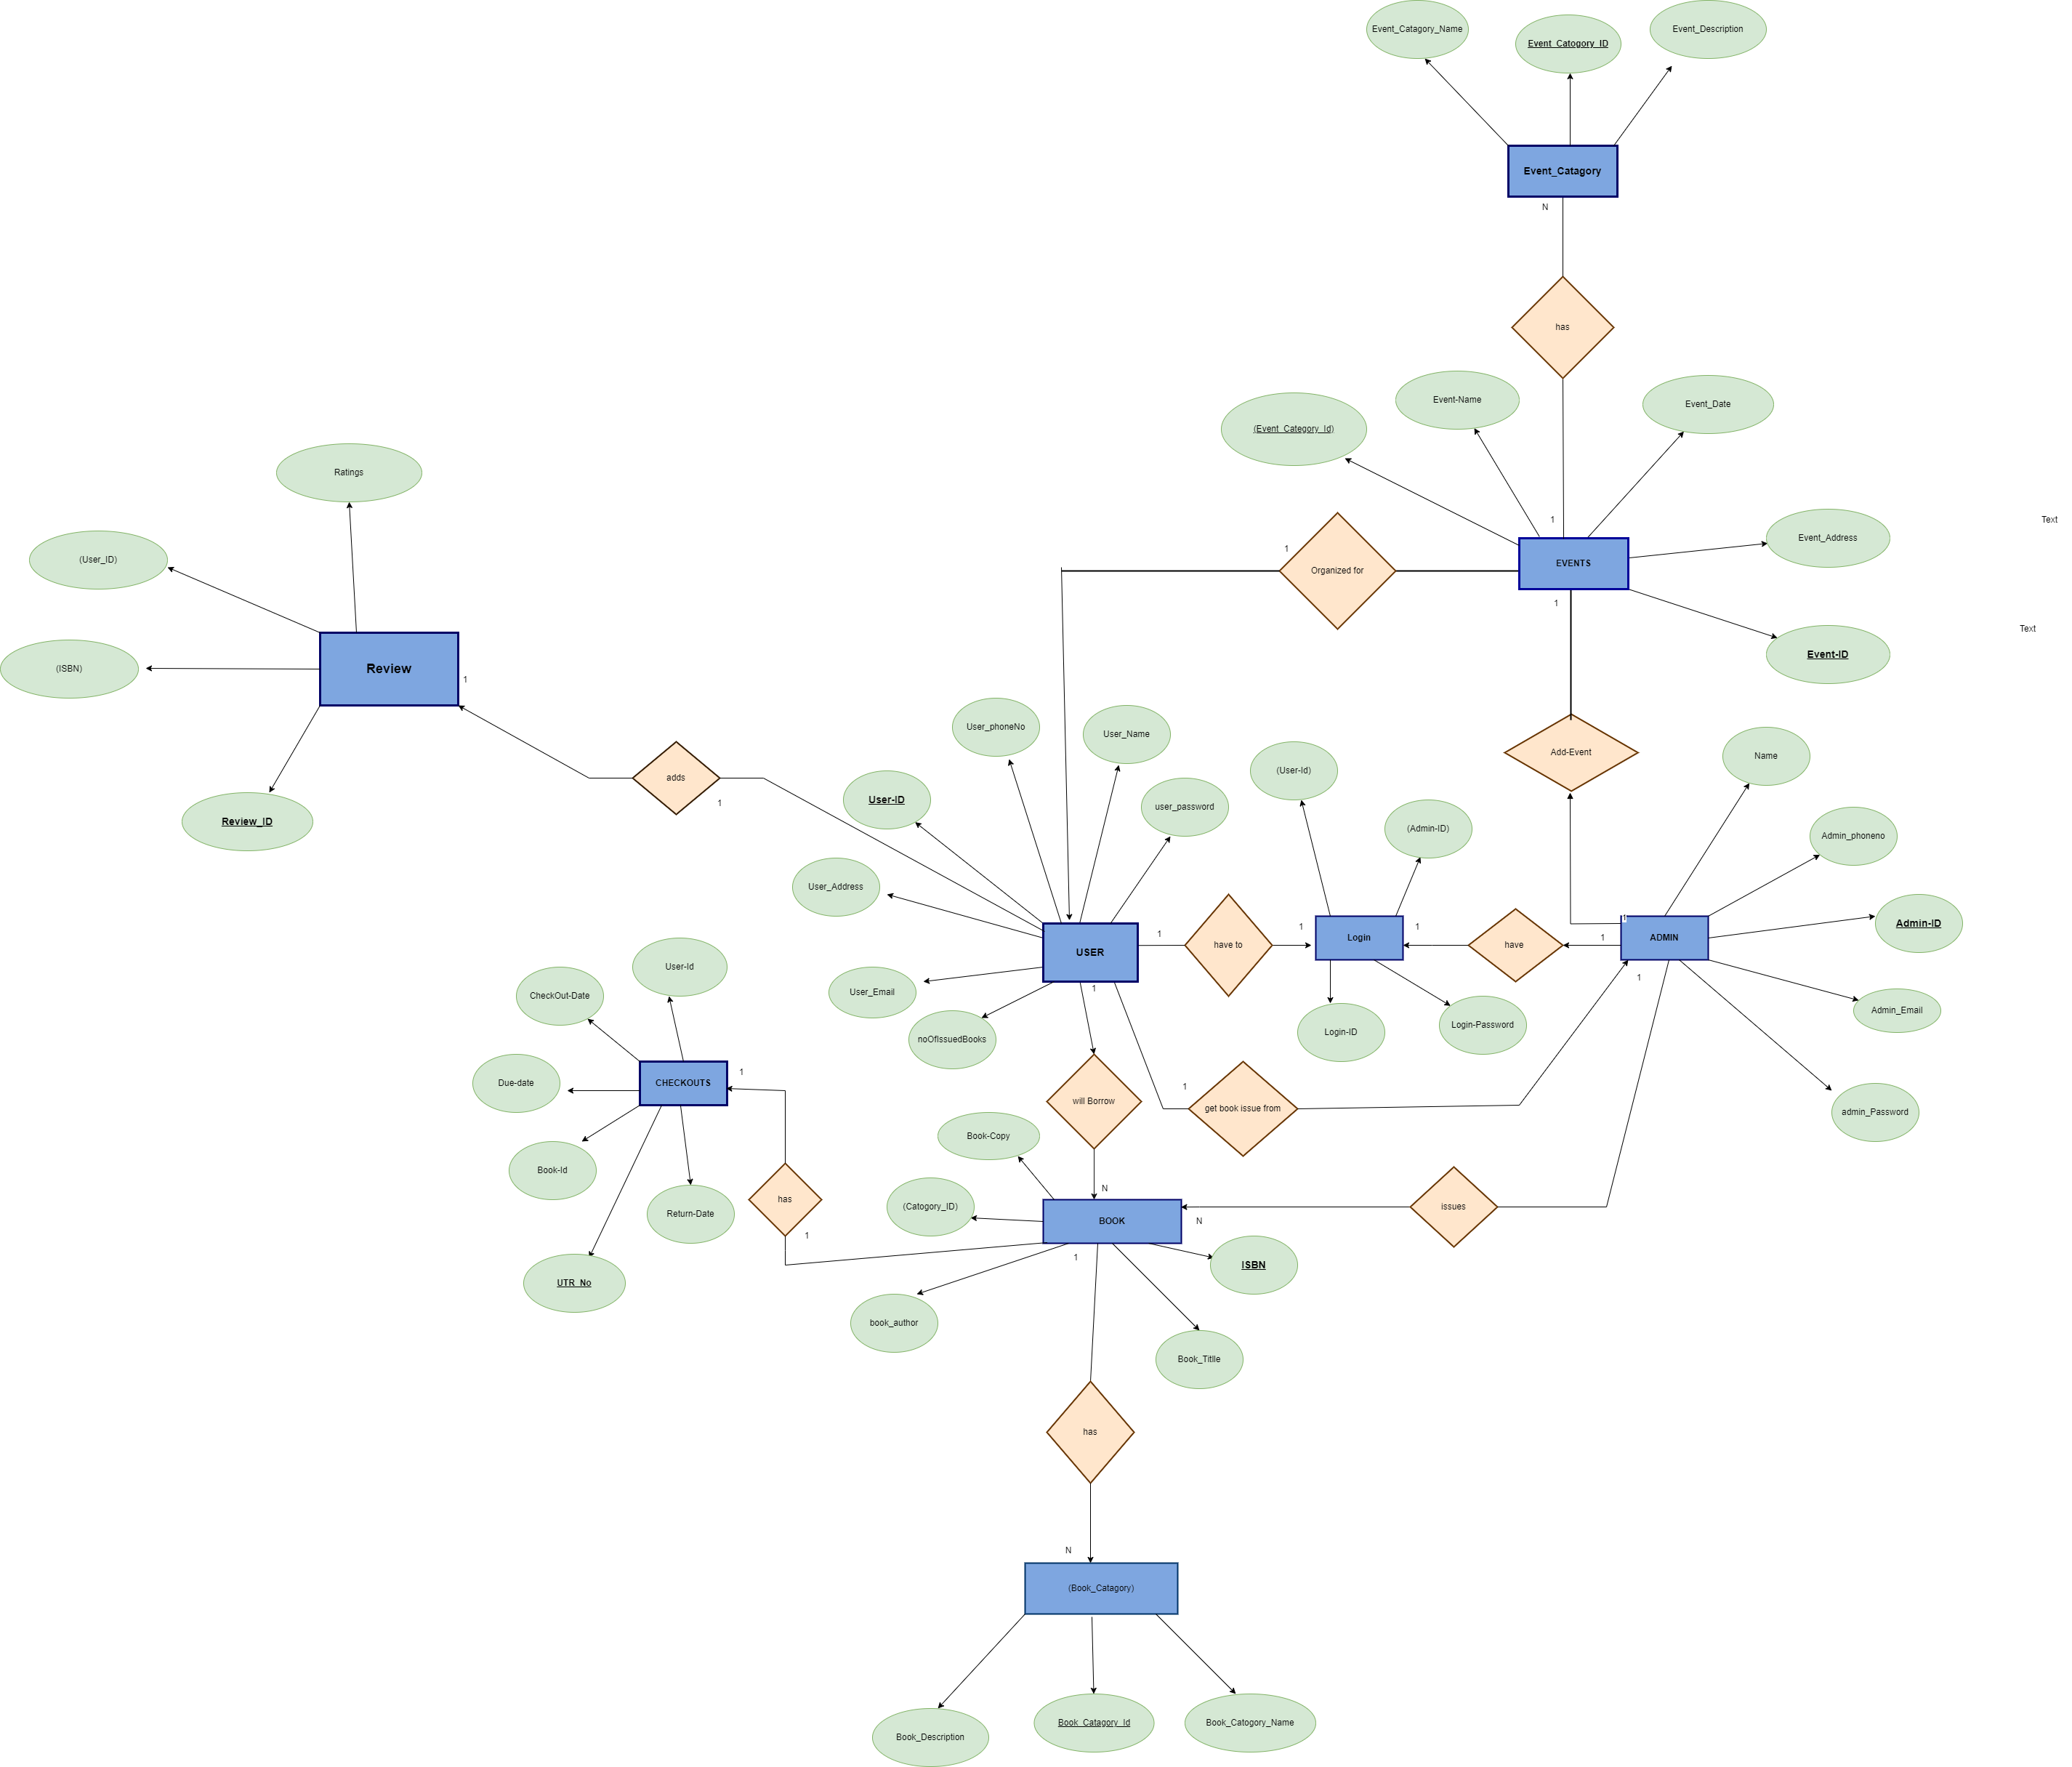 Event_Catagory_Name
Event_Catogory_ID
Event_Description
Event_Catagory
N
has
(Event_Category_Id)
Event-Name
Event_Date
1
Event_Address
Text
EVENTS
1
Organized for
1
Event-ID
Text
Ratings
(User_ID)
(ISBN)
Review
1
Review_ID
adds
1
User_phoneNo
User_Name
User-ID
user_password
User_Address
User_Email
noOfIssuedBooks
USER
1
1
have to
1
(User-Id)
(Admin-ID)
Login
1
Login-ID
Login-Password
have
1
Add-Event
1
ADMIN
1
Name
Admin_phoneno
Admin-ID
Admin_Email
admin_Password
User-Id
CheckOut-Date
Due-date
CHECKOUTS
1
Book-Id
Return-Date
UTR_No
has
1
will Borrow
1
get book issue from
N
Book-Copy
(Catogory_ID)
BOOK
N
issues
1
ISBN
book_author
Book_Titlle
has
N
(Book_Catagory)
Book_Description
Book_Catagory_Id
Book_Catogory_Name